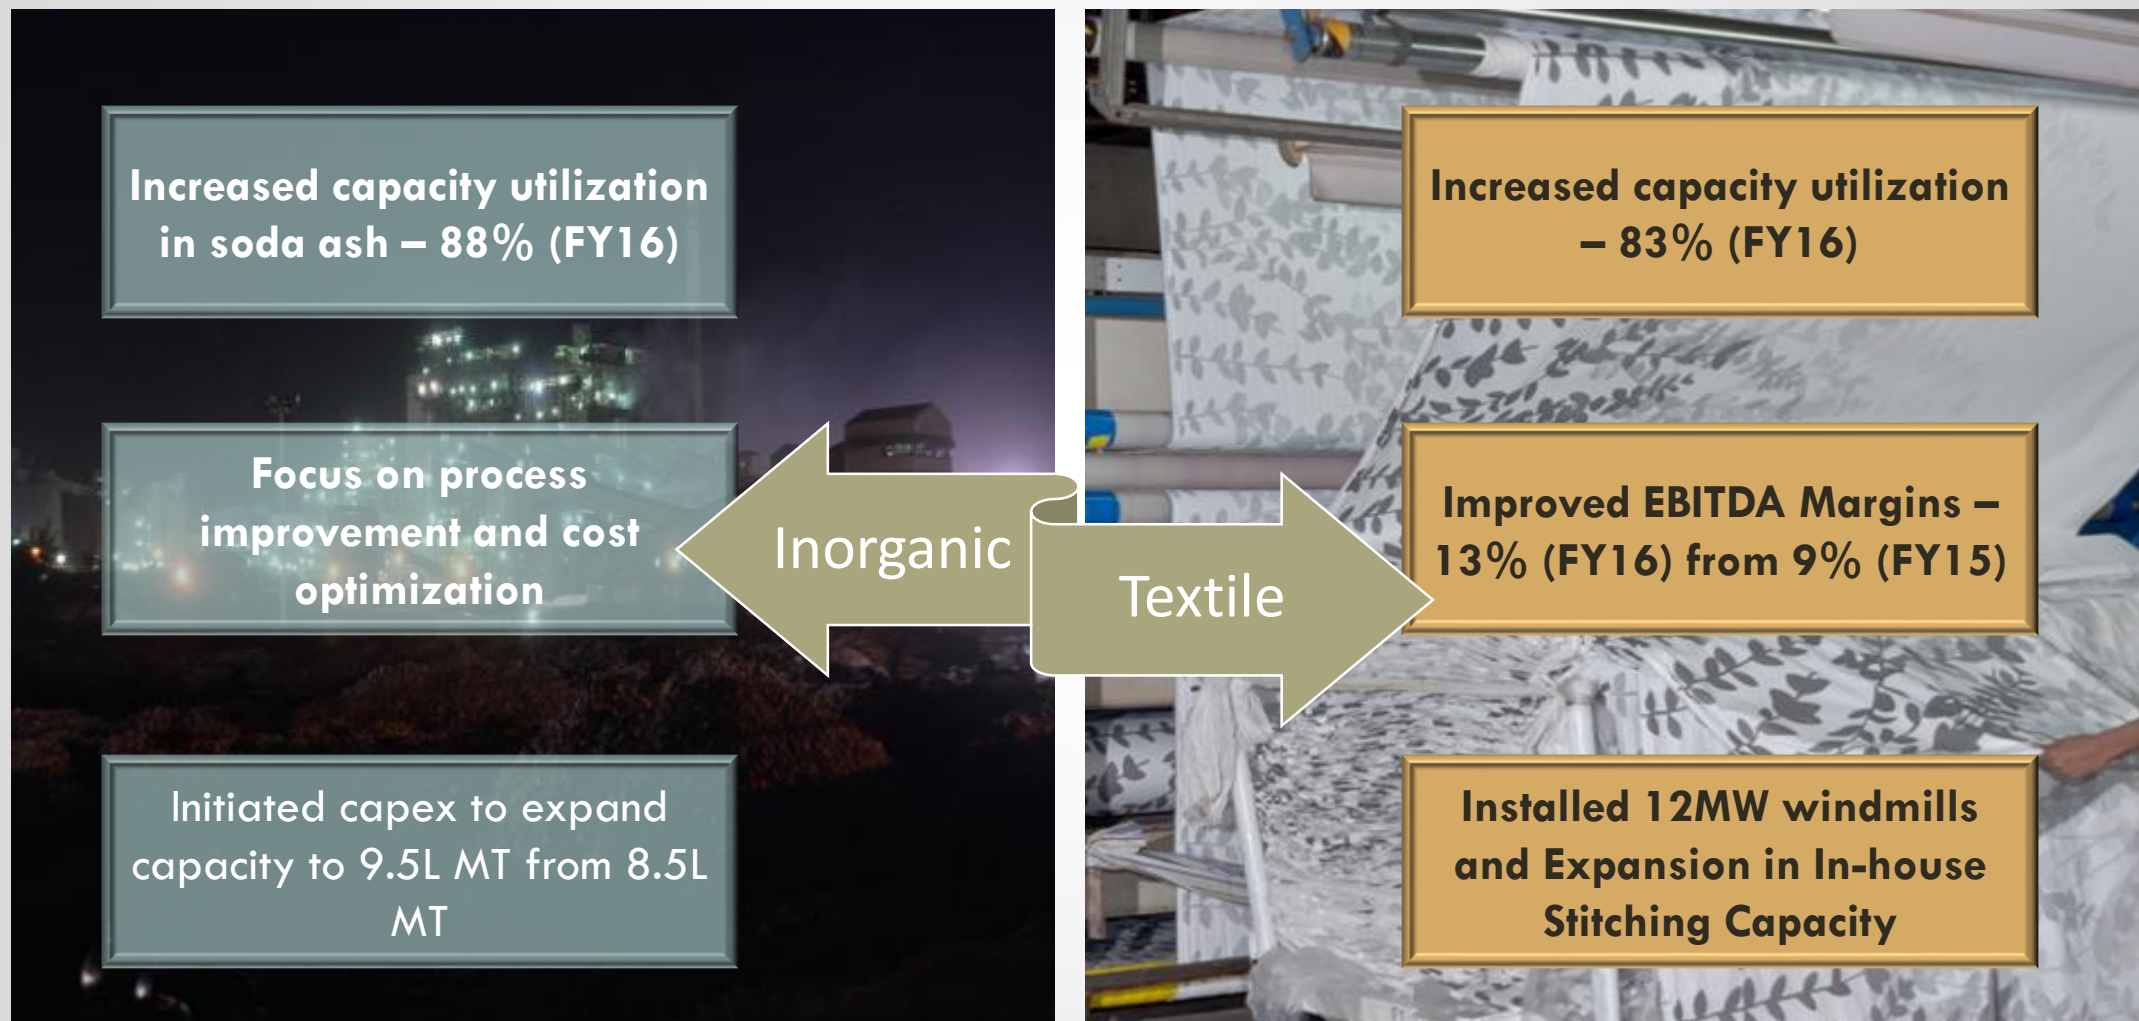 Increased capacity utilization
in soda ash – 88% (FY16)
Focus on process
improvement and cost
optimization
Initiated capex to expand
capacity to 9.5L MT from 8.5L
MT
Inorganic
Textile
Increased capacity utilization
– 83% (FY16)
Improved EBITDA Margins –
13% (FY16) from 9% (FY15)
Installed 12MW windmills
and Expansion in In-house
Stitching Capacity